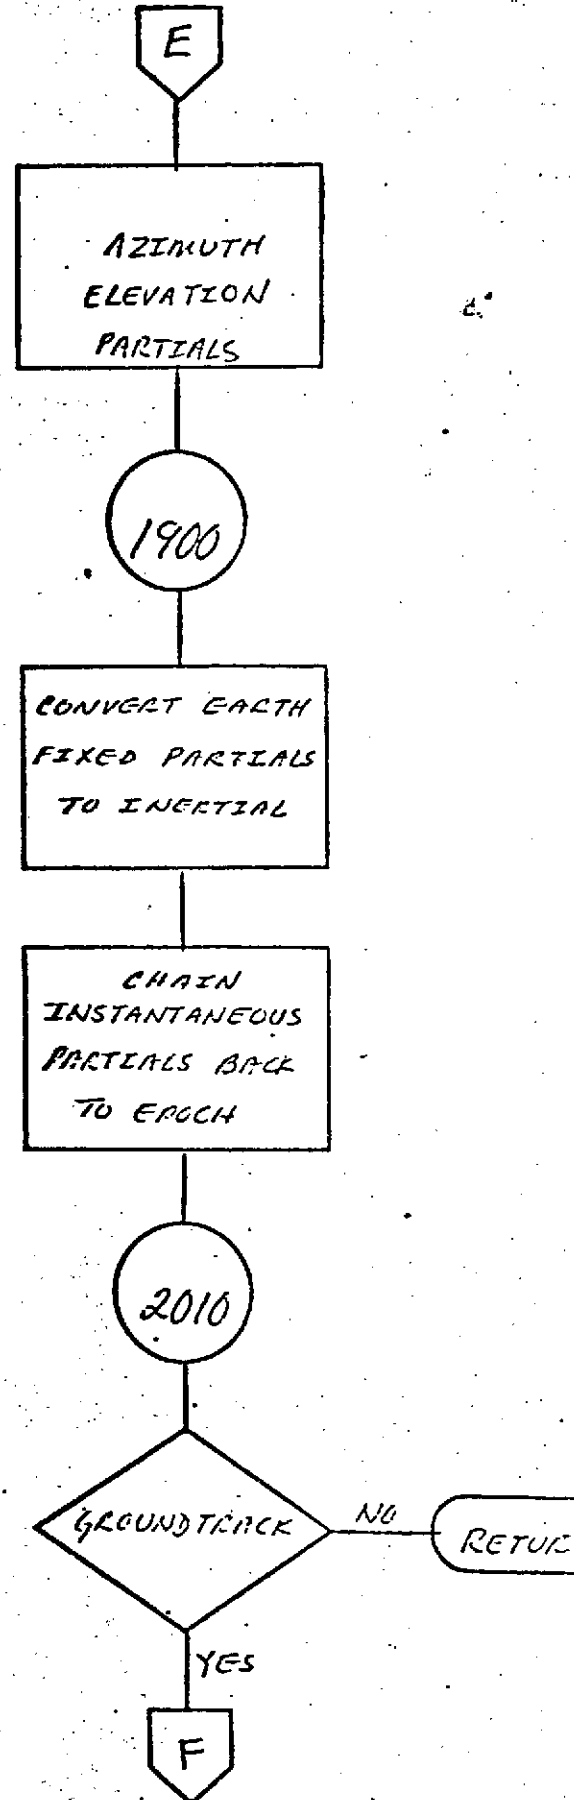 E
AZIMUTH
ELEVATION
PARTIALS
1900
CONVERT EARTH
FIXED PARTIALS
TO INERTIAL
CHAIN
INSTANTANEOUS
PARTIALS BACK
TO EPOCH
2010
GROUNDTRACK
NO
RETUR
YES
F